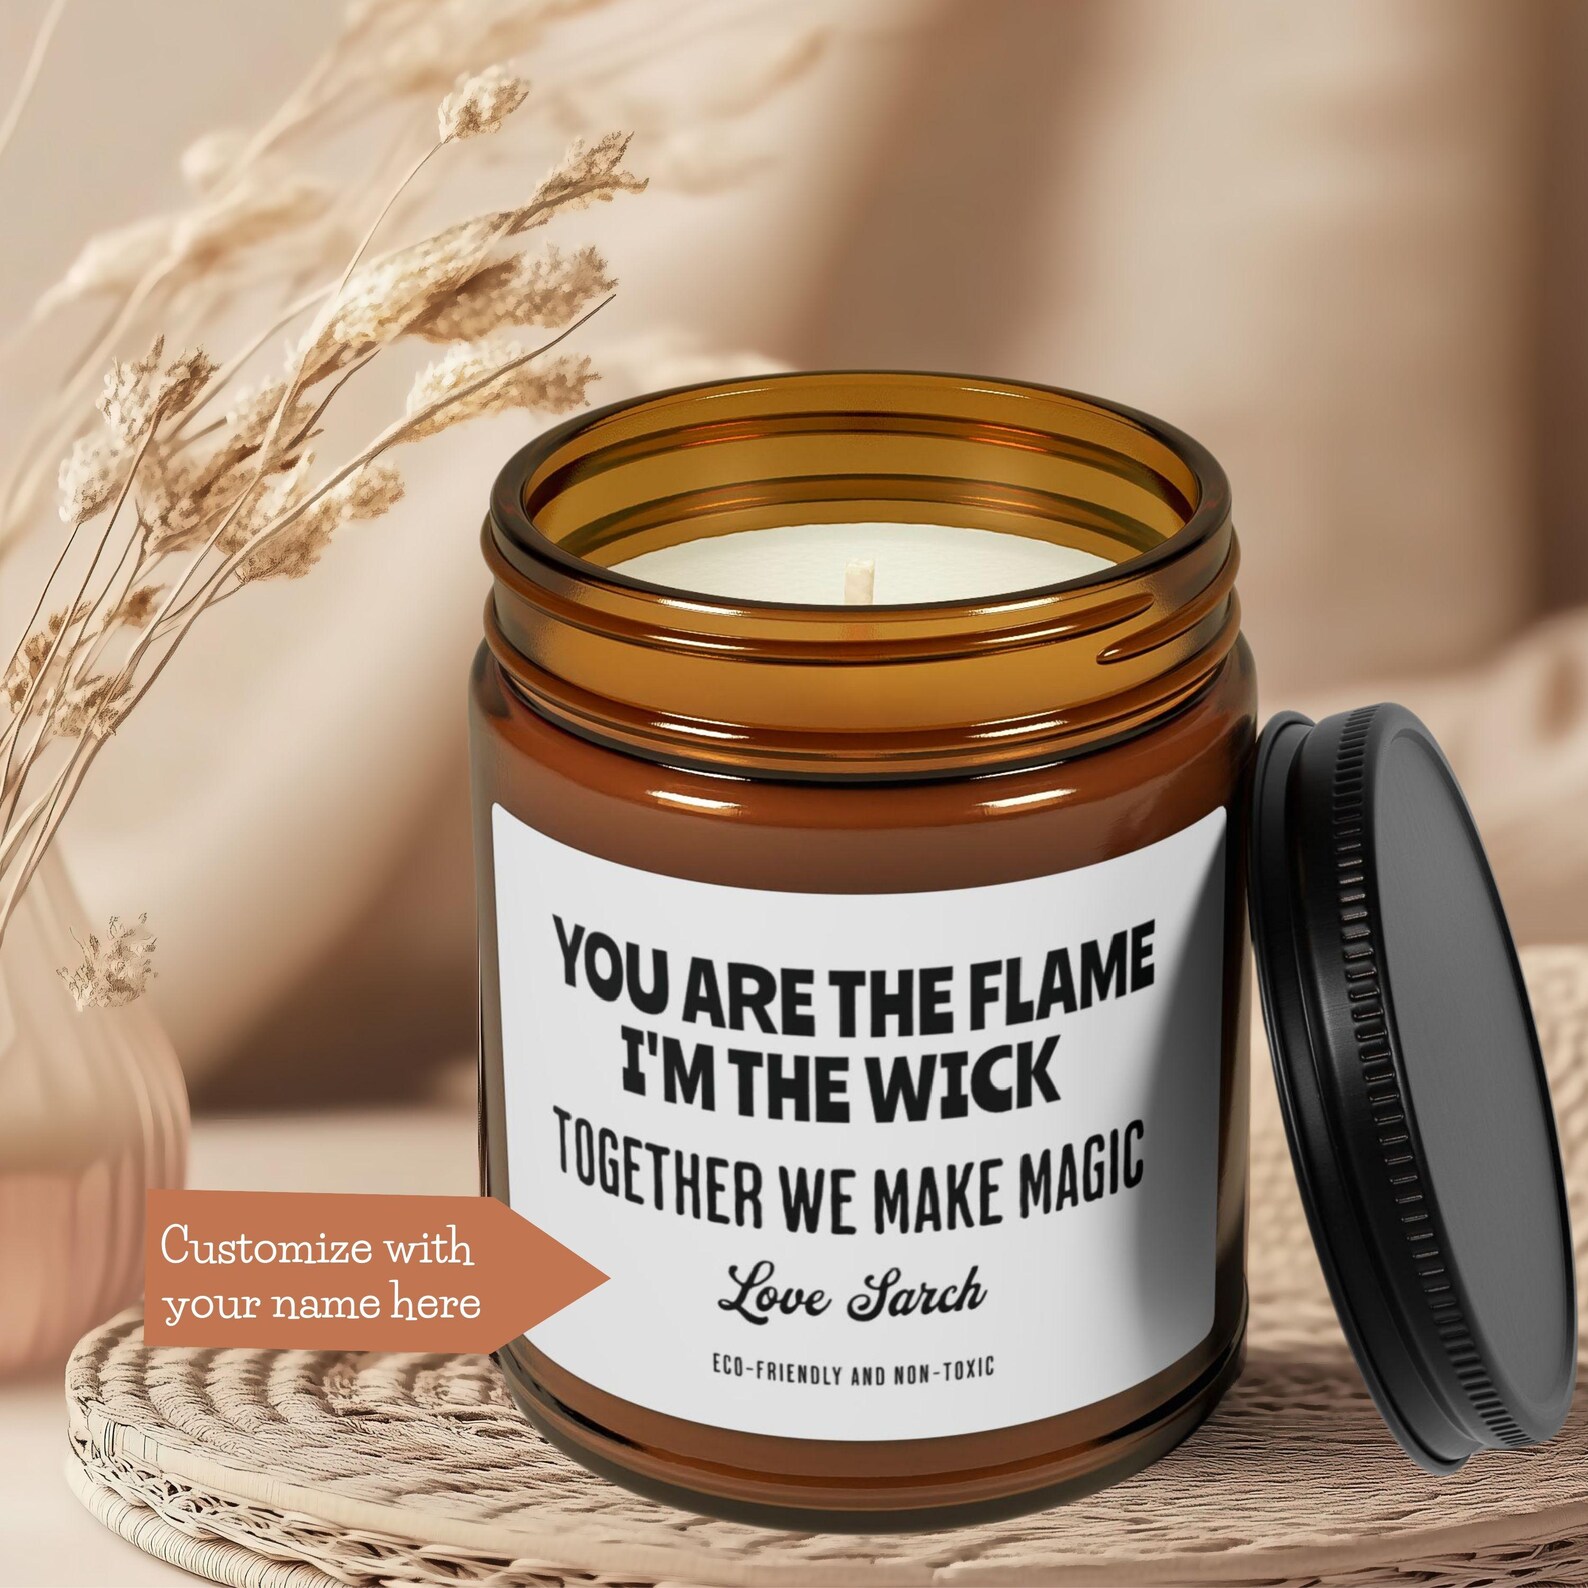 YOU ARE THE FLAME
I'M THE WICK
TOGETHER WE MAKE MAGIC
Love Sarch
ECO-FRIENDLY AND NON-TOXIC
Customize with
your name here